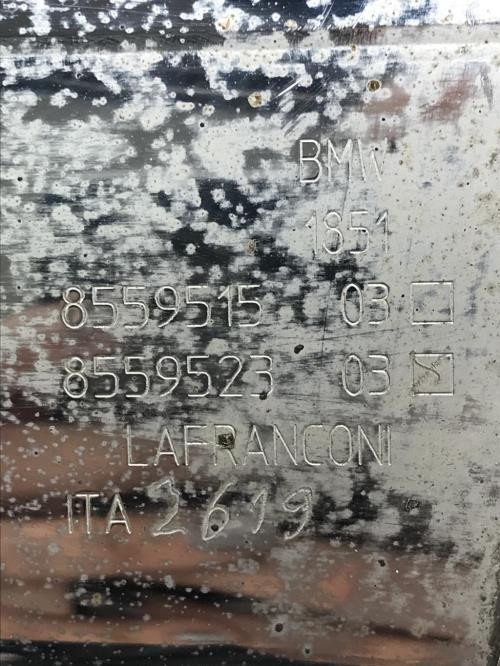 BMW
1851
8559515 03
8559523 03
LAFRANCONI
ITA 2619